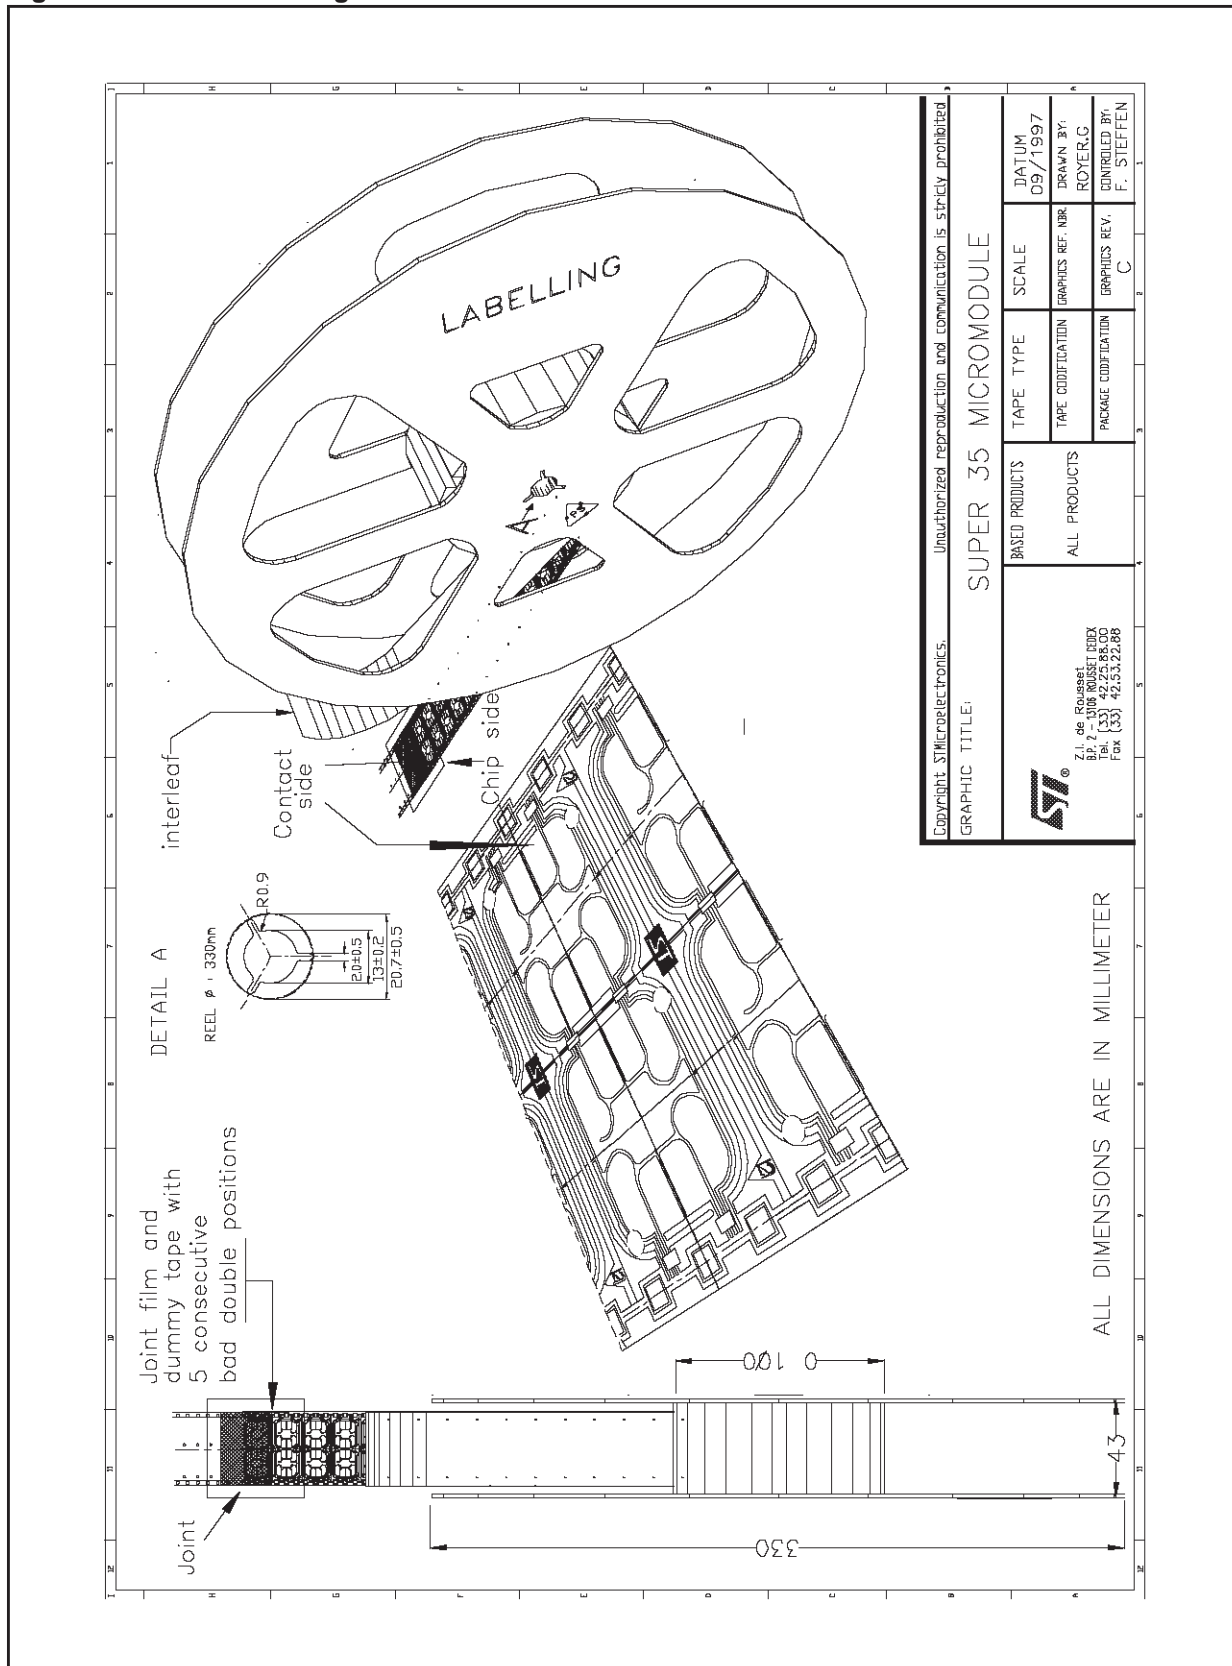 Joint
Joint film and
dummy tape with
5 consecutive
bad double positions
DETAIL A
REEL ø : 330mm
R0.9
2.0±0.5
13±0.2
20.7±0.5
interleaf
Contact
side
Chip side
LABELLING
A
ST
ST
330
0 100
43
ALL DIMENSIONS ARE IN MILLIMETER
Copyright STMicroelectronics.
Unauthorized reproduction and communication is stricly prohibited
GRAPHIC TITLE:
SUPER 35 MICROMODULE
ST®
Z.I. de Rousset
B.P. 2 - 13106 ROUSSET CEDEX
Tel. (33) 42.25.88.00
Fax (33) 42.53.22.88
BASED PRODUCTS
ALL PRODUCTS
TAPE TYPE
SCALE
DATUM
09/1997
TAPE CODIFICATION
GRAPHICS REF. NBR.
DRAWN BY:
ROYER.G
PACKAGE CODIFICATION
GRAPHICS REV.
C
CONTROLED BY:
F. STEFFEN